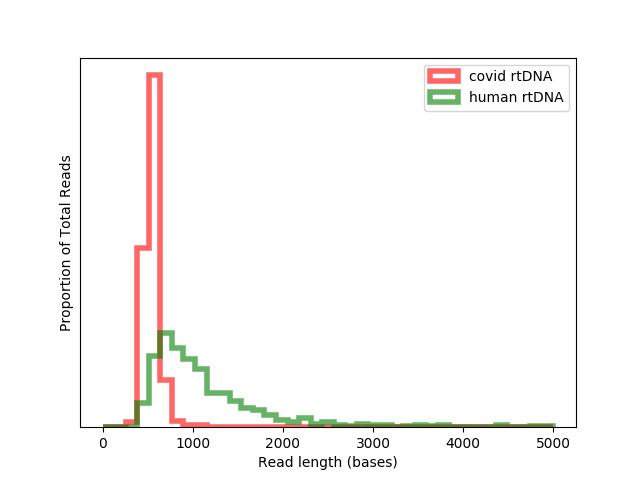 covid rtDNA
human rtDNA
Proportion of Total Reads
0 1000 2000 3000 4000 5000
Read length (bases)